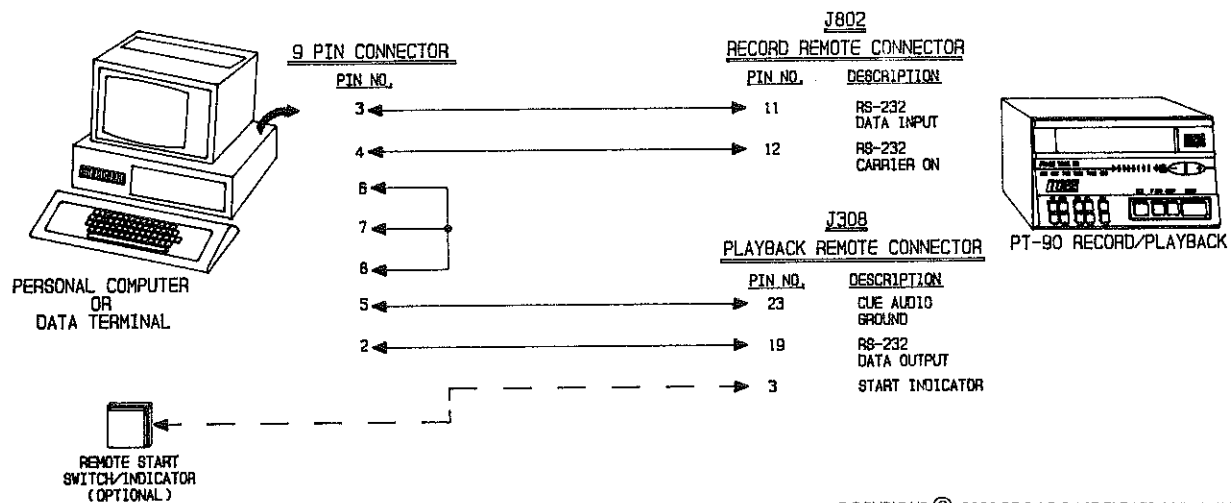 J802
9 PIN CONNECTOR RECORD REMOTE CONNECTOR
PIN NO. PIN NO. DESCRIPTION
3 11 RS-232
DATA INPUT
4 12 RS-232
CARRIER ON
6
7
8
J308
PLAYBACK REMOTE CONNECTOR
PT-90 RECORD/PLAYBACK
PERSONAL COMPUTER
OR
DATA TERMINAL
PIN NO. DESCRIPTION
5 23 CUE AUDIO
GROUND
2 19 RS-232
DATA OUTPUT
3 START INDICATOR
REMOTE START
SWITCH/INDICATOR
(OPTIONAL)